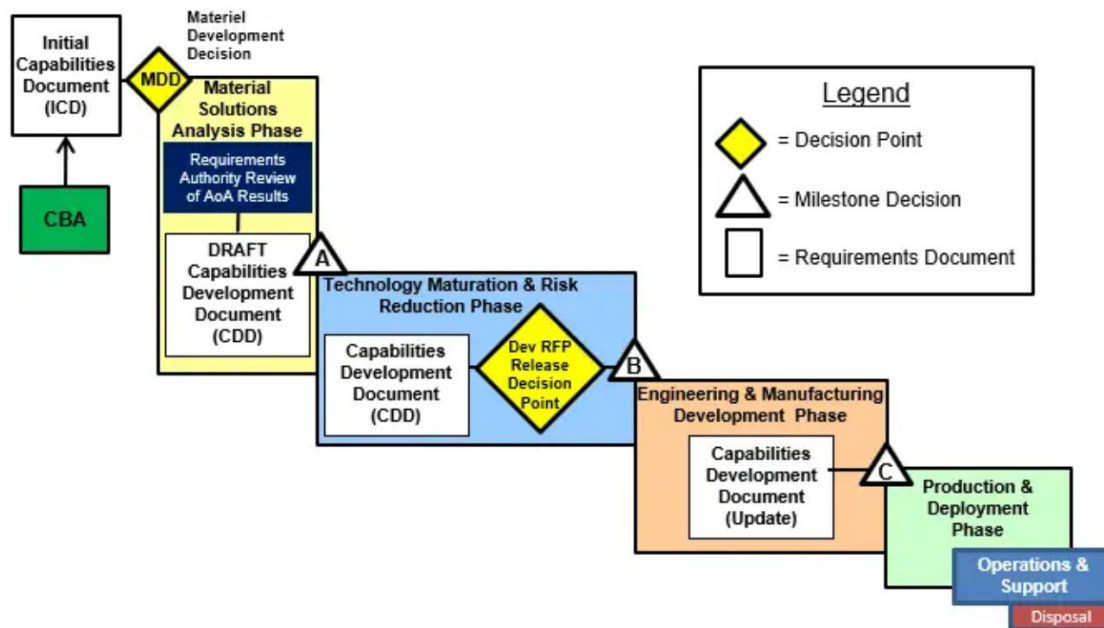 Initial
Capabilities
Document
(ICD)
CBA
Materiel
Development
Decision
MDD
Material
Solutions
Analysis Phase
Requirements
Authority Review
of AoA Results
DRAFT
Capabilities
Development
Document
(CDD)
A
Technology Maturation & Risk
Reduction Phase
Capabilities
Development
Document
(CDD)
Dev RFP
Release
Decision
Point
B
Engineering & Manufacturing
Development Phase
Capabilities
Development
Document
(Update)
C
Production &
Deployment
Phase
Operations &
Support
Disposal
Legend
= Decision Point
= Milestone Decision
= Requirements Document